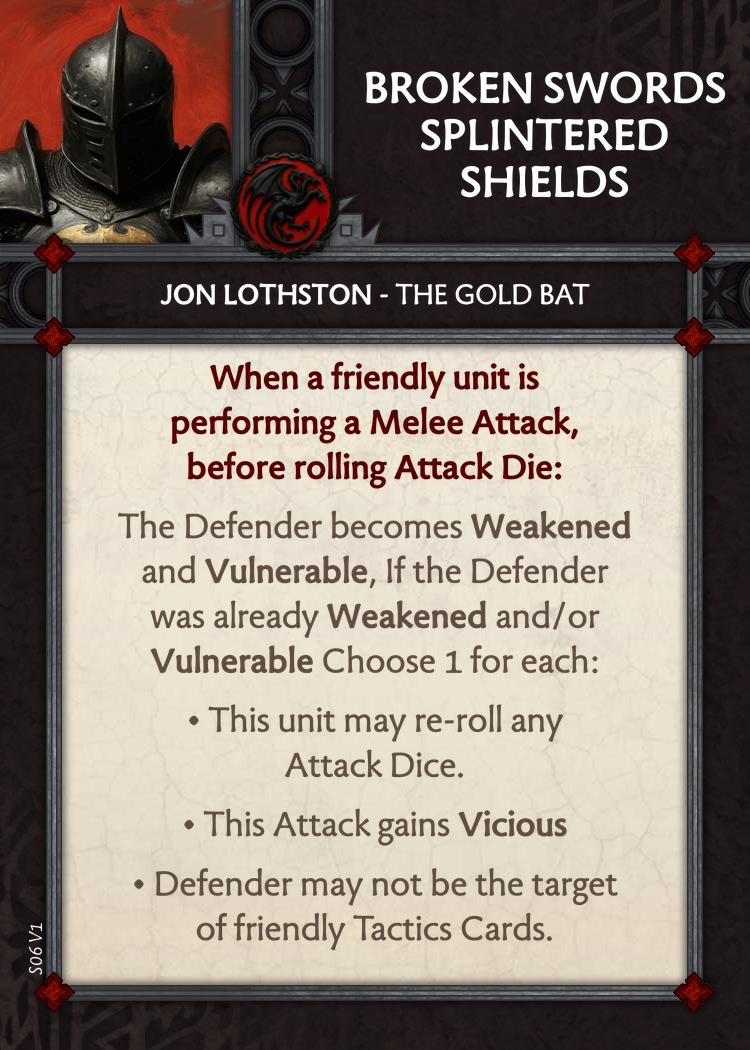 BROKEN SWORDS
SPLINTERED
SHIELDS
JON LOTHSTON - THE GOLD BAT
When a friendly unit is
performing a Melee Attack,
before rolling Attack Die:
The Defender becomes Weakened
and Vulnerable, If the Defender
was already Weakened and/or
Vulnerable Choose 1 for each:
• This unit may re-roll any
Attack Dice.
• This Attack gains Vicious
• Defender may not be the target
of friendly Tactics Cards.
S06 V1